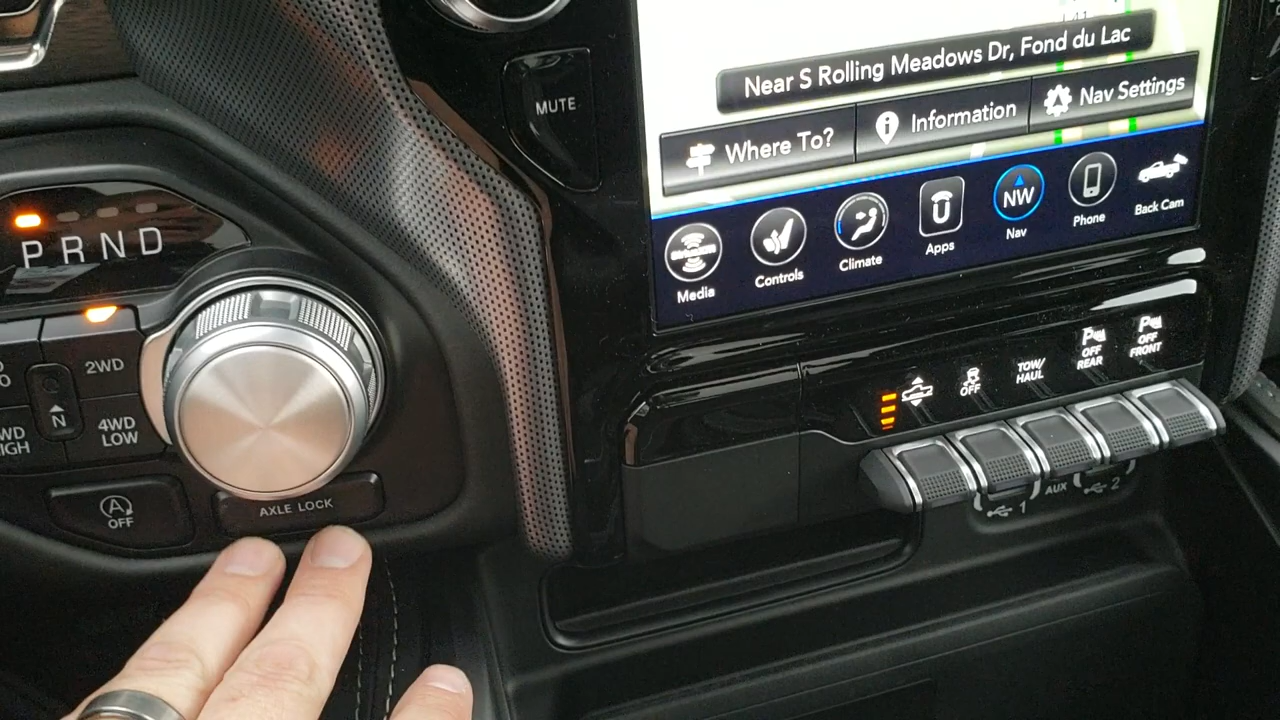 MUTE
Near S Rolling Meadows Dr, Fond du Lac
Where To?
Information
Nav Settings
NW
Media
Controls
Climate
Apps
Nav
Phone
Back Cam
P R N D
2WD
N
4WD
LOW
OFF
AXLE LOCK
OFF
TOW/
HAUL
P
OFF
REAR
P
OFF
FRONT
1
AUX
2